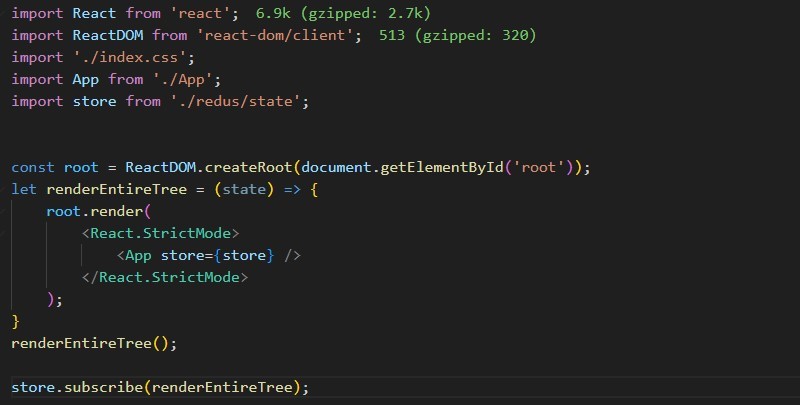 import React from 'react';  6.9k (gzipped: 2.7k)
import ReactDOM from 'react-dom/client';  513 (gzipped: 320)
import './index.css';
import App from './App';
import store from './redus/state';
const root = ReactDOM.createRoot(document.getElementById('root'));
let renderEntireTree = (state) => {
    root.render(
        <React.StrictMode>
            <App store={store} />
        </React.StrictMode>
    );
}
renderEntireTree();
store.subscribe(renderEntireTree);